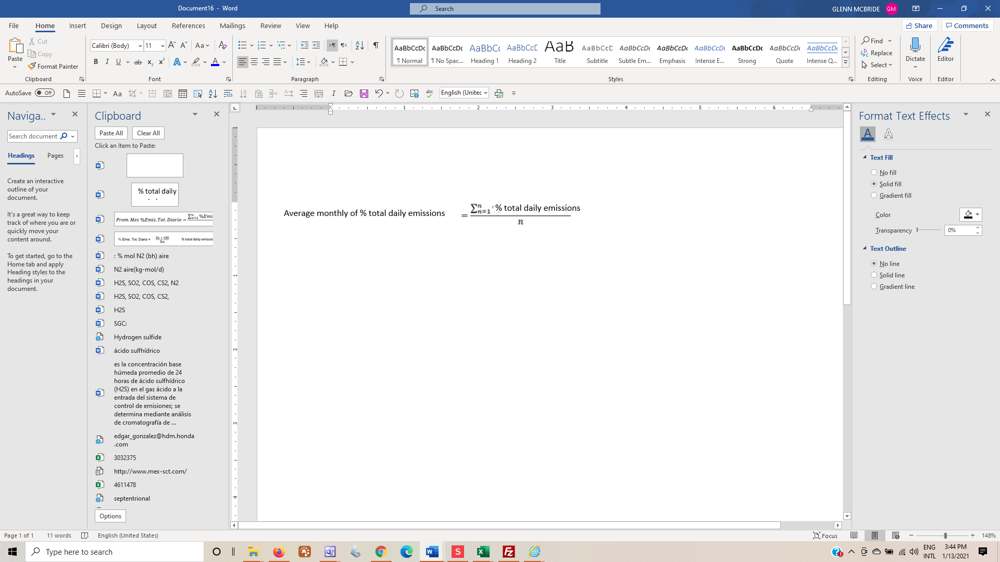 Document16 - Word
Search
GLENN MCBRIDE
GM
File Home Insert Design Layout References Mailings Review View Help
Share
Comments
Paste
Cut
Copy
Format Painter
Clipboard
Calibri (Body)
11
Font
Paragraph
AaBbCcDc
¶ Normal
AaBbCcDc
¶ No Spac...
AaBbCc
Heading 1
AaBbCcD
Heading 2
AaB
Title
AaBbCcD
Subtitle
AaBbCcDc
Subtle Em...
AaBbCcDc
Emphasis
AaBbCcDc
Intense E...
AaBbCcDc
Strong
AaBbCcDc
Quote
AaBbCcDc
Intense Q...
Styles
Find
Replace
Select
Editing
Dictate
Voice
Editor
Editor
AutoSave
Off
English (Unitec
Naviga..
Search document
Headings
Pages
Create an interactive
outline of your
document.
It's a great way to keep
track of where you are or
quickly move your
content around.
To get started, go to the
Home tab and apply
Heading styles to the
headings in your
document.
Clipboard
Paste All
Clear All
Click an Item to Paste:
% total daily
Prom.Mes %Emis.Tot.Diario =
% Emis. Tot. Diario =
% total daily emissio
: % mol N2 (bh) aire
N2 aire(kg-mol/d)
H2S, SO2, COS, CS2, N2
H2S, SO2, COS, CS2,
H2S
SGC:
Hydrogen sulfide
ácido sulfhídrico
es la concentración base
húmeda promedio de 24
horas de ácido sulfhídrico
(H2S) en el gas ácido a la
entrada del sistema de
control de emisiones; se
determina mediante análisis
de cromatografía de ...
edgar_gonzalez@hdm.honda
.com
3032375
http://www.mex-sct.com/
4611478
septentrional
Options
Average monthly of % total daily emissions
= ∑ⁿₙ₌₁ % total daily emissions
n
Format Text Effects
Text Fill
No fill
Solid fill
Gradient fill
Color
Transparency
0%
Text Outline
No line
Solid line
Gradient line
Page 1 of 1
11 words
English (United States)
Focus
148%
Type here to search
ENG
INTL
3:44 PM
1/13/2021